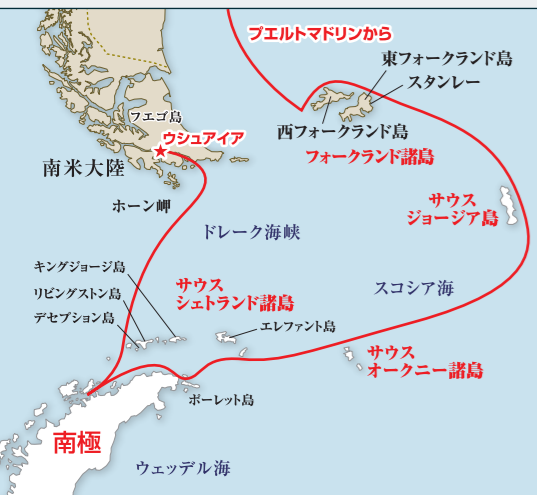 プエルトマドリンから
東フォークランド島
スタンレー
フエゴ島
ウシュアイア
西フォークランド島
フォークランド諸島
南米大陸
サウス
ジョージア島
ホーン岬
ドレーク海峡
キングジョージ島
サウス
シェトランド諸島
スコシア海
リビングストン島
デセプション島
エレファント島
サウス
オークニー諸島
ポーレット島
南極
ウェッデル海